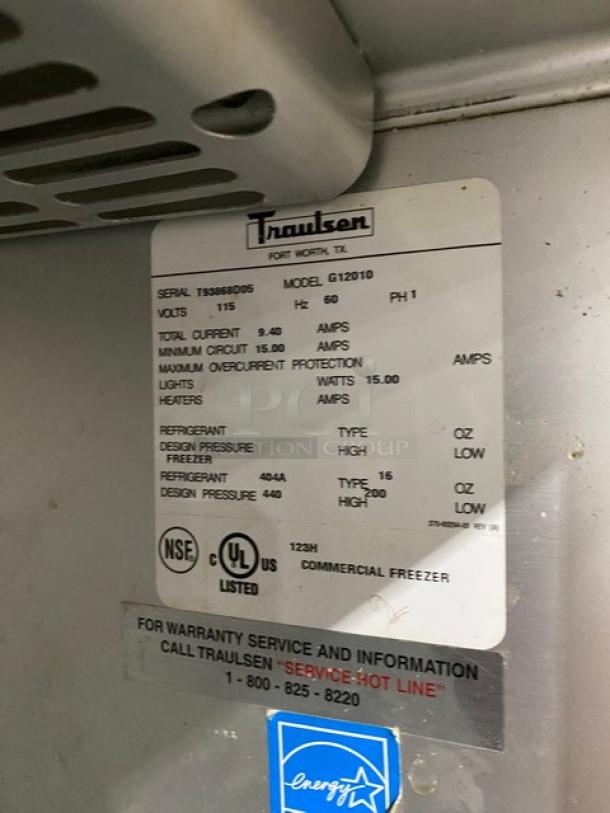 Traulsen
FORT WORTH, TX.
SERIAL T93868D05 MODEL G12010
VOLTS 115 Hz 60 PH 1
TOTAL CURRENT 9.40 AMPS
MINIMUM CIRCUIT 15.00 AMPS
MAXIMUM OVERCURRENT PROTECTION AMPS
LIGHTS WATTS 15.00
HEATERS AMPS
REFRIGERANT TYPE OZ
DESIGN PRESSURE HIGH LOW
FREEZER
REFRIGERANT 404A TYPE 16 OZ
DESIGN PRESSURE 440 HIGH 200 LOW
NSF
C UL US
LISTED
123H
COMMERCIAL FREEZER
FOR WARRANTY SERVICE AND INFORMATION
CALL TRAULSEN "SERVICE HOT LINE"
1 - 800 - 825 - 8220
energy
PCI
AUCTION GROUP